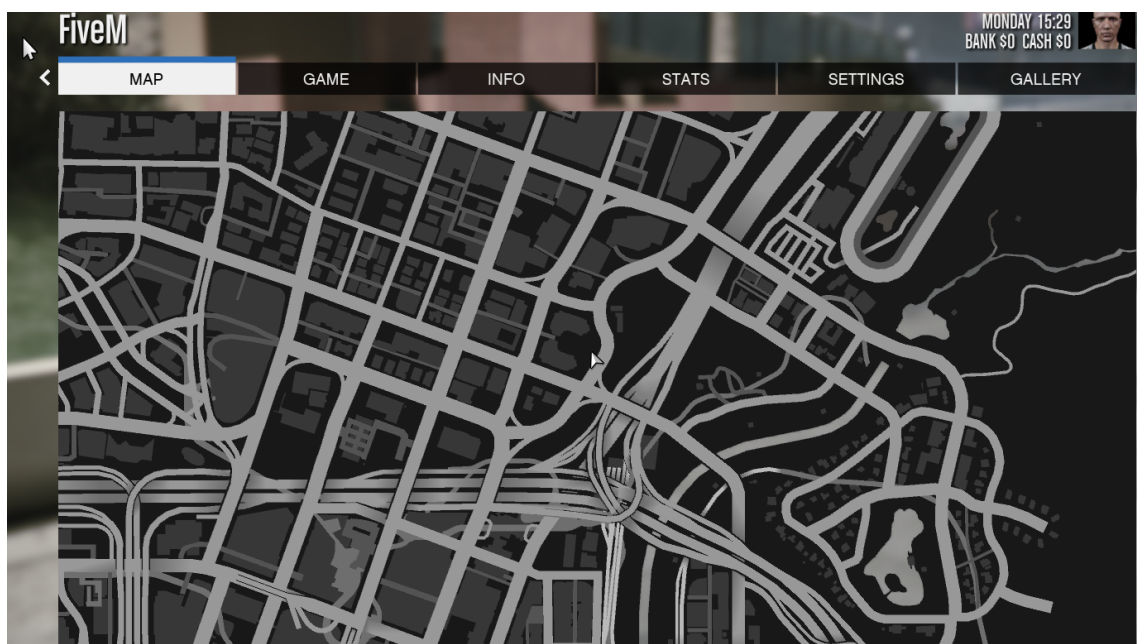 FiveM
MONDAY 15:29
BANK $0 CASH $0
MAP
GAME
INFO
STATS
SETTINGS
GALLERY